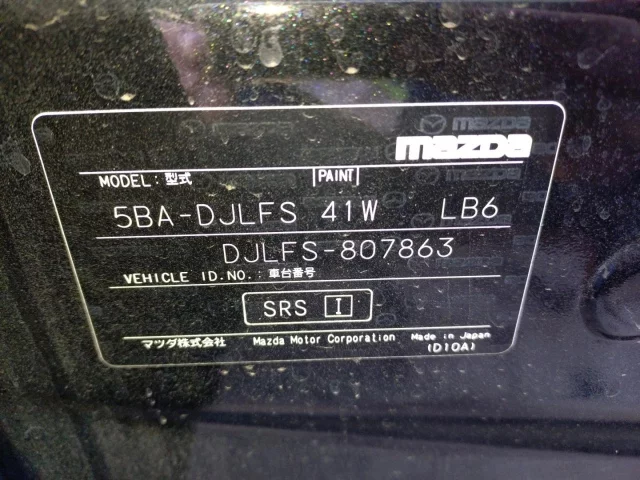 mazda
mazda
MODEL: 型式 PAINT
5BA-DJLFS 41W LB6
DJLFS-807863
VEHICLE ID.NO.: 車台番号
SRS I
マツダ株式会社 Mazda Motor Corporation Made in Japan
(D10A)